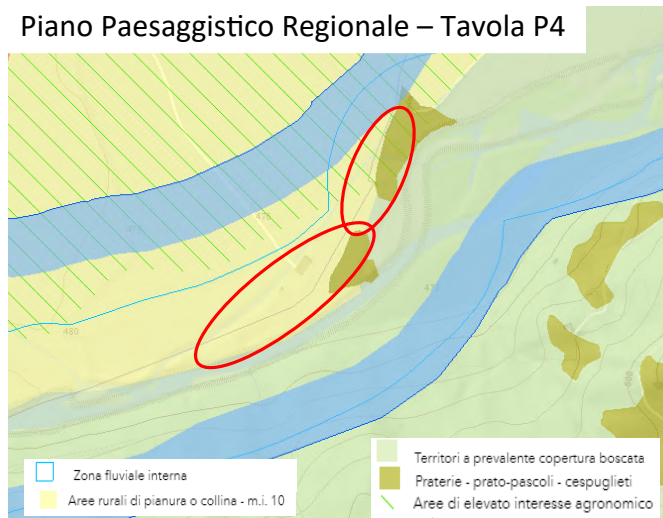 Piano Paesaggistico Regionale – Tavola P4
476
480
Zona fluviale interna
Aree rurali di pianura o collina - m.i. 10
Territori a prevalente copertura boscata
Praterie - prato-pascoli - cespuglieti
Aree di elevato interesse agronomico